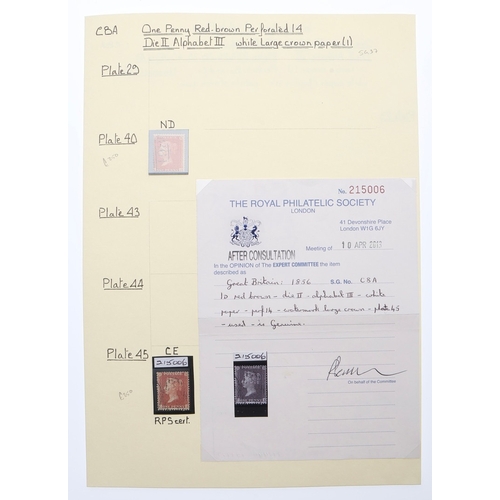 C8A One Penny Red-brown Perforated 14
Die II Alphabet III white Large crown paper (1)
Plate 29
ND
Plate 40
Plate 43
Plate 44
Plate 45
CE
215006
RPS cert.
No. 215006
THE ROYAL PHILATELIC SOCIETY
LONDON
41 Devonshire Place
London W1G 6JY
AFTER CONSULTATION
Meeting of 10 APR
In the OPINION of The EXPERT COMMITTEE the item
described as
Great Britain: 1856 S.G. No. C8A
1D red brown - die II - alphabet III - white
paper - perf 14 - watermark large crown - plate 45
- used - is Genuine.
215006
On behalf of the Committee